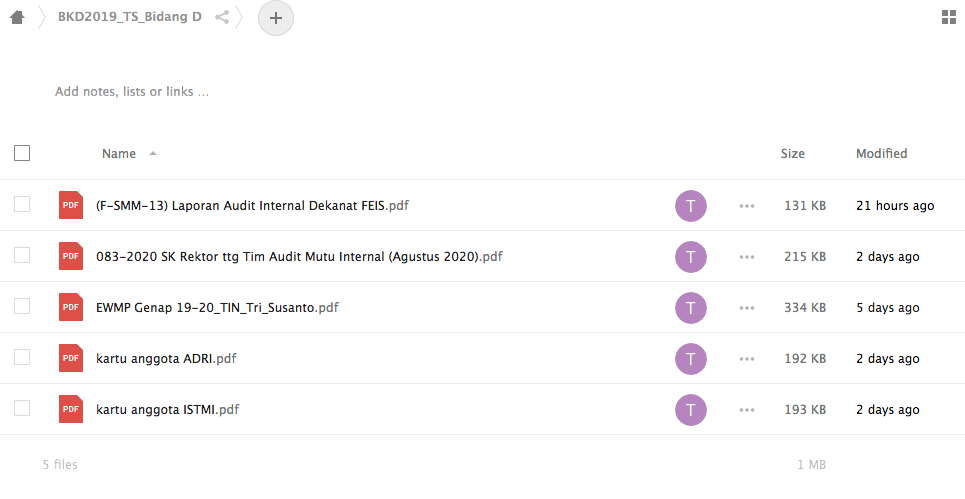 BKD2019_TS_Bidang D
+
Add notes, lists or links ...
Name Size Modified
PDF (F-SMM-13) Laporan Audit Internal Dekanat FEIS.pdf T ... 131 KB 21 hours ago
PDF 083-2020 SK Rektor ttg Tim Audit Mutu Internal (Agustus 2020).pdf T ... 215 KB 2 days ago
PDF EWMP Genap 19-20_TIN_Tri_Susanto.pdf T ... 334 KB 5 days ago
PDF kartu anggota ADRI.pdf T ... 192 KB 2 days ago
PDF kartu anggota ISTMI.pdf T ... 193 KB 2 days ago
5 files 1 MB